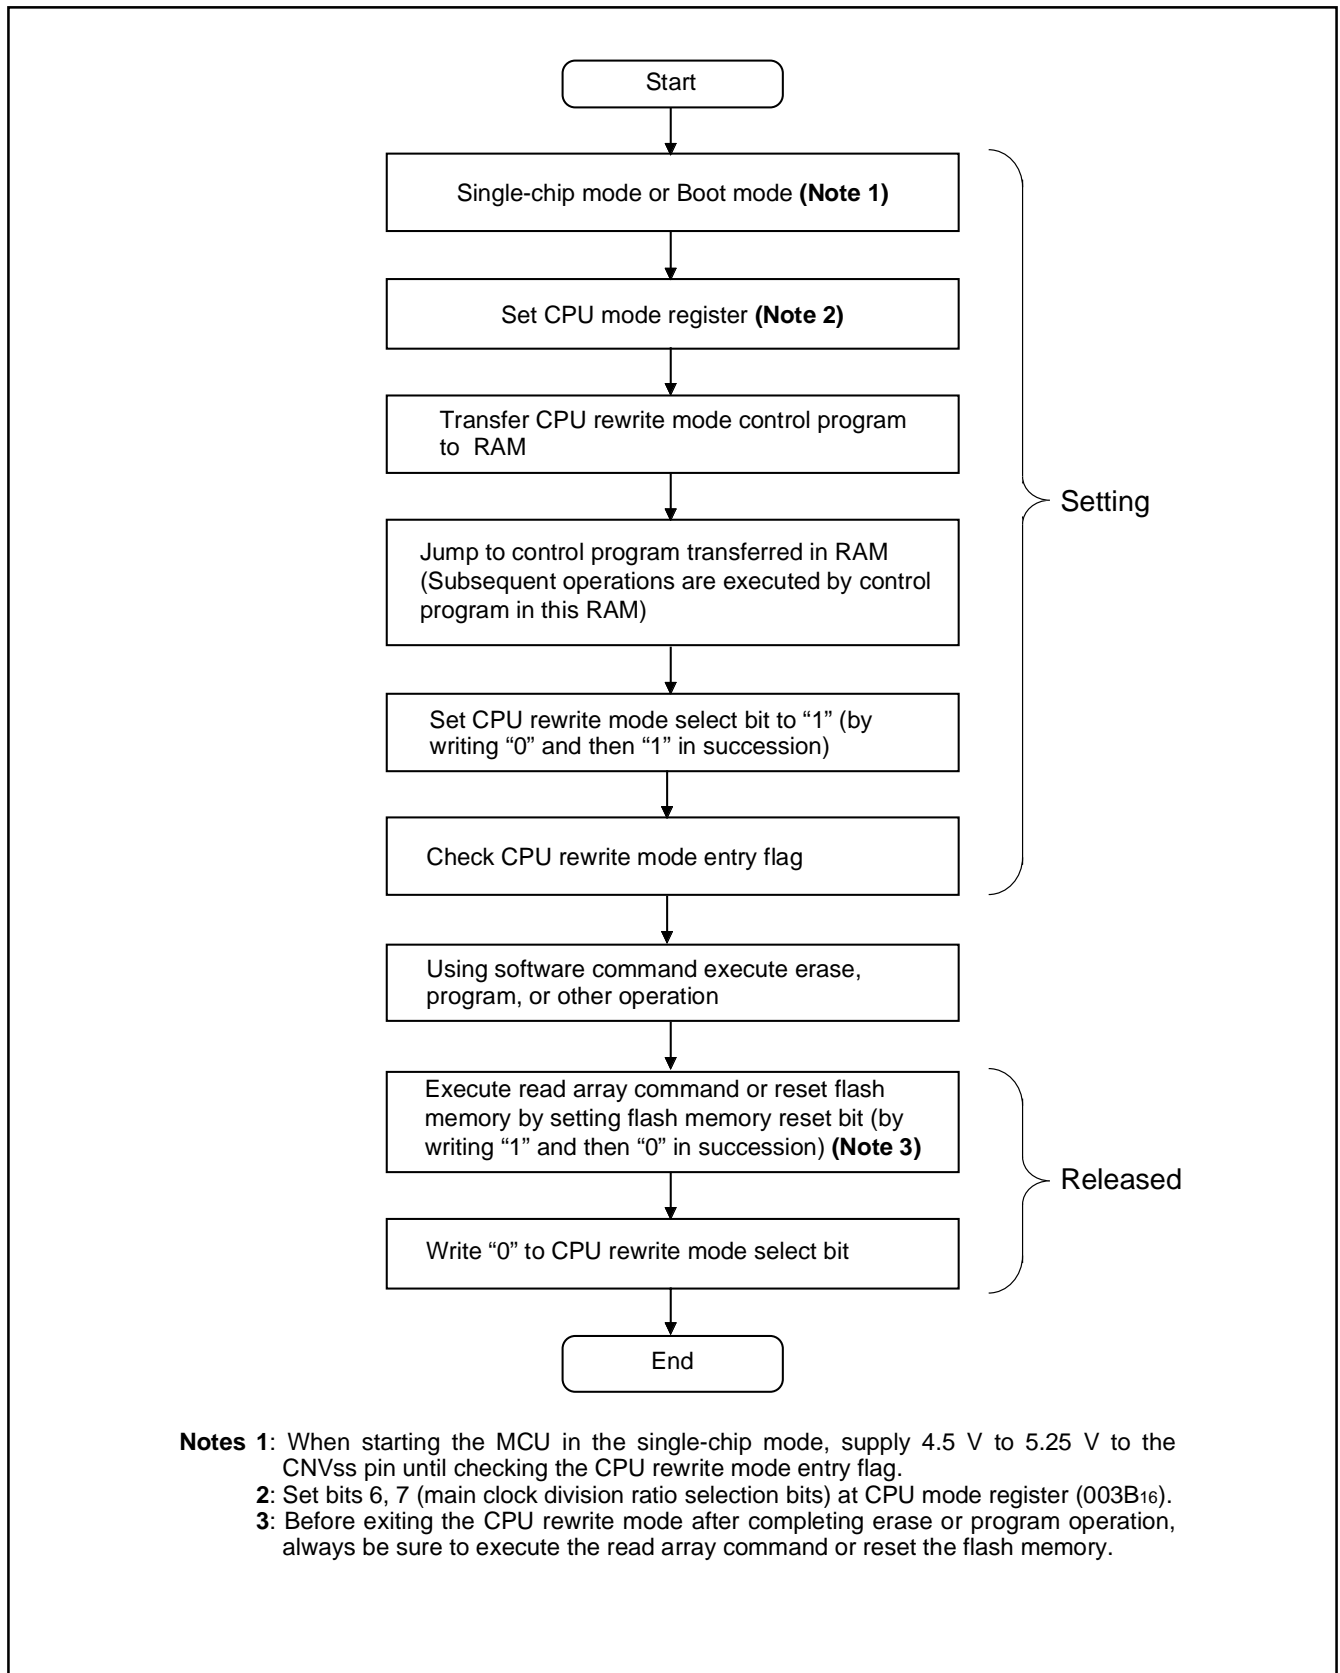 Start
Single-chip mode or Boot mode (Note 1)
Set CPU mode register (Note 2)
Transfer CPU rewrite mode control program
to RAM
Jump to control program transferred in RAM
(Subsequent operations are executed by control
program in this RAM)
Setting
Set CPU rewrite mode select bit to “1” (by
writing “0” and then “1” in succession)
Check CPU rewrite mode entry flag
Using software command execute erase,
program, or other operation
Execute read array command or reset flash
memory by setting flash memory reset bit (by
writing “1” and then “0” in succession) (Note 3)
Released
Write “0” to CPU rewrite mode select bit
End
Notes 1: When starting the MCU in the single-chip mode, supply 4.5 V to 5.25 V to the
CNVss pin until checking the CPU rewrite mode entry flag.
2: Set bits 6, 7 (main clock division ratio selection bits) at CPU mode register (003B16).
3: Before exiting the CPU rewrite mode after completing erase or program operation,
always be sure to execute the read array command or reset the flash memory.